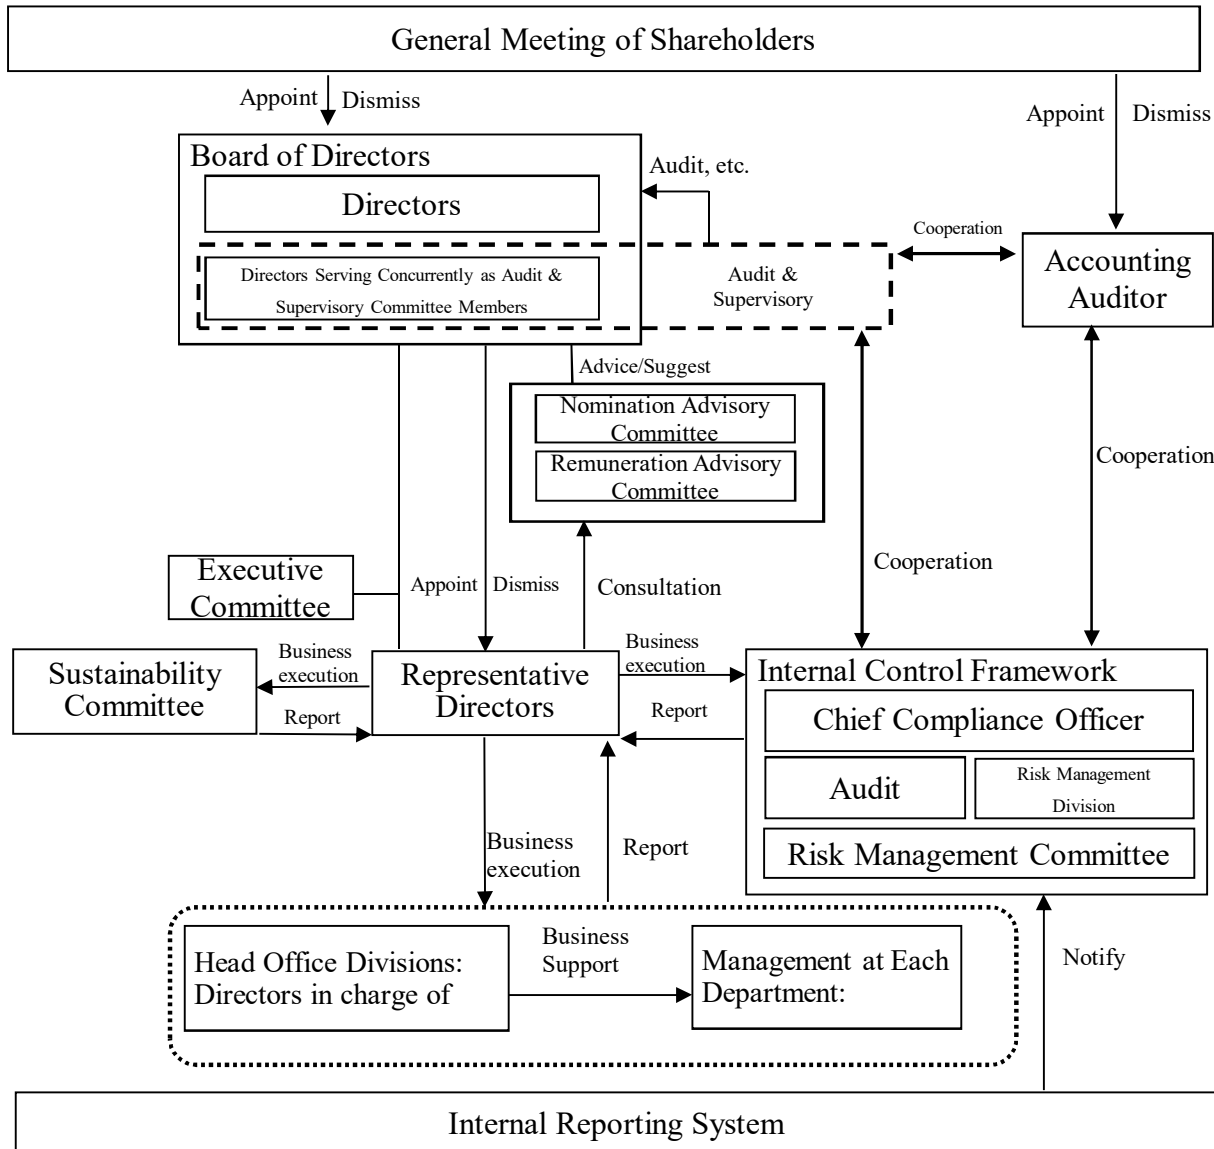 General Meeting of Shareholders
Appoint Dismiss
Appoint Dismiss
Board of Directors
Directors
Audit, etc.
Directors Serving Concurrently as Audit &
Supervisory Committee Members
Audit &
Supervisory
Cooperation
Accounting
Auditor
Advice/Suggest
Nomination Advisory
Committee
Remuneration Advisory
Committee
Cooperation
Cooperation
Executive
Committee
Appoint Dismiss
Consultation
Sustainability
Committee
Business
execution
Report
Representative
Directors
Business
execution
Report
Internal Control Framework
Chief Compliance Officer
Audit
Risk Management
Division
Risk Management Committee
Business
execution
Report
Head Office Divisions:
Directors in charge of
Business
Support
Management at Each
Department:
Notify
Internal Reporting System